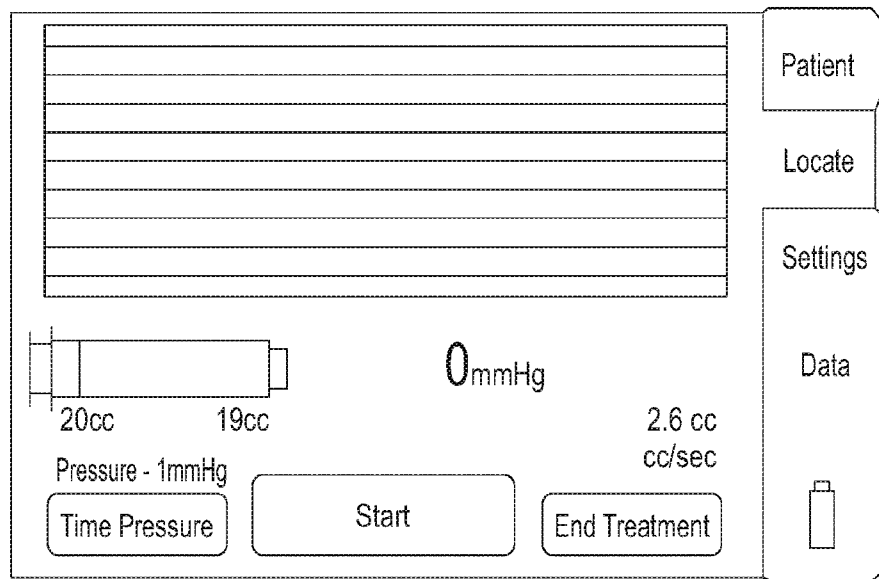 Patient
Locate
Settings
Data
0mmHg
20cc 19cc
2.6 cc
cc/sec
Pressure - 1mmHg
Time Pressure
Start
End Treatment